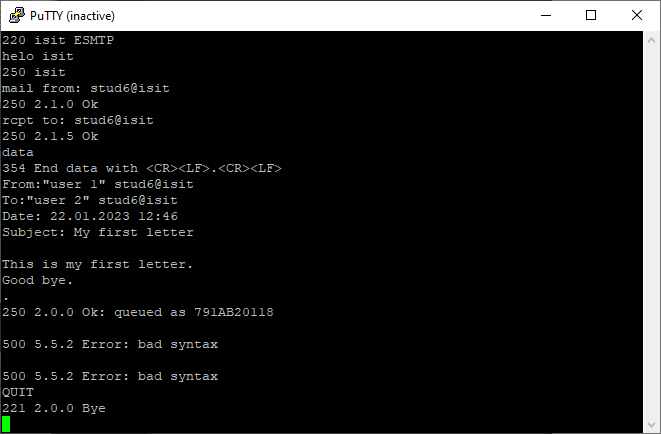 PuTTY (inactive)
220 isit ESMTP
helo isit
250 isit
mail from: stud6@isit
250 2.1.0 Ok
rcpt to: stud6@isit
250 2.1.5 Ok
data
354 End data with <CR><LF>.<CR><LF>
From:"user 1" stud6@isit
To:"user 2" stud6@isit
Date: 22.01.2023 12:46
Subject: My first letter
This is my first letter.
Good bye.
.
250 2.0.0 Ok: queued as 791AB20118
500 5.5.2 Error: bad syntax
500 5.5.2 Error: bad syntax
QUIT
221 2.0.0 Bye